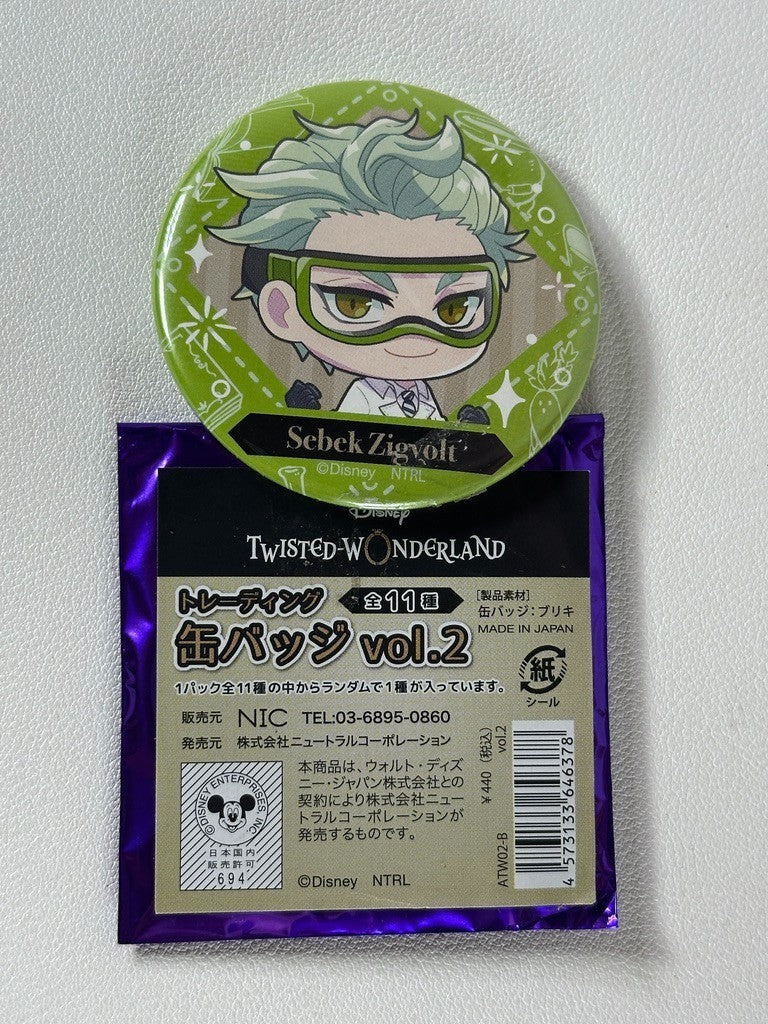 Sebek Zigvolt
©Disney NTRL
Disney
TWISTED-WONDERLAND
トレーディング
全11種
缶バッジ vol.2
[製品素材]
缶バッジ：ブリキ
MADE IN JAPAN
紙
シール
1パック全11種の中からランダムで1種が入っています。
販売元 NIC TEL:03-6895-0860
発売元 株式会社ニュートラルコーポレーション
©DISNEY ENTERPRISES, INC.
日本国内
販売許可
694
本商品は、ウォルト・ディズ
ニー・ジャパン株式会社との
契約により株式会社ニュー
トラルコーポレーションが
発売するものです。
©Disney NTRL
ATW02-B ¥440（税込） vol.2
4573133646378